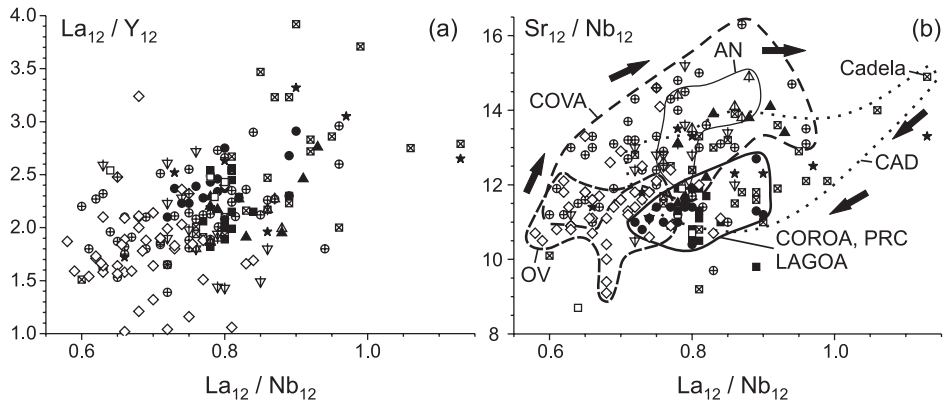 La12 / Y12
(a)
4.0
3.5
3.0
2.5
2.0
1.5
1.0
0.6
0.8
1.0
La12 / Nb12
Sr12 / Nb12
(b)
16
14
12
10
8
0.6
0.8
1.0
La12 / Nb12
AN
COVA
Cadela
CAD
COROA, PRC
LAGOA
OV